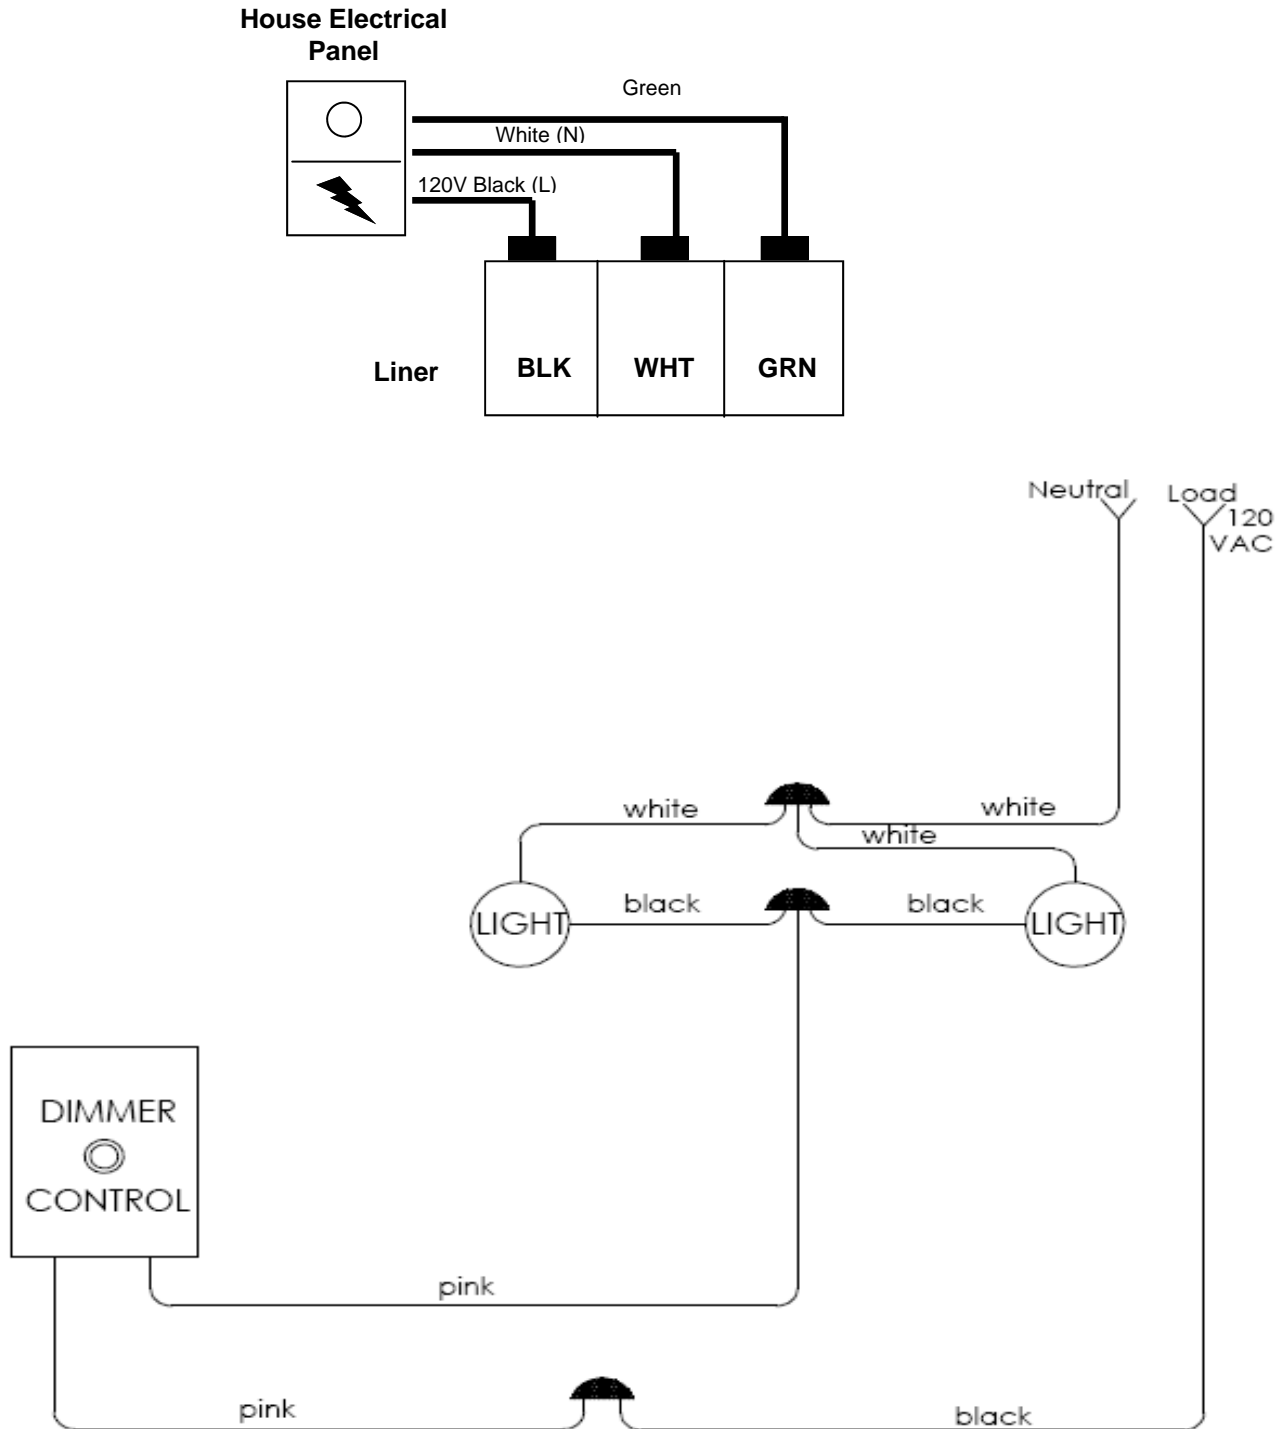 House Electrical
Panel
Green
White (N)
120V Black (L)
Liner
BLK
WHT
GRN
Neutral
Load
120
VAC
white
white
white
black
black
LIGHT
LIGHT
DIMMER
CONTROL
pink
pink
black